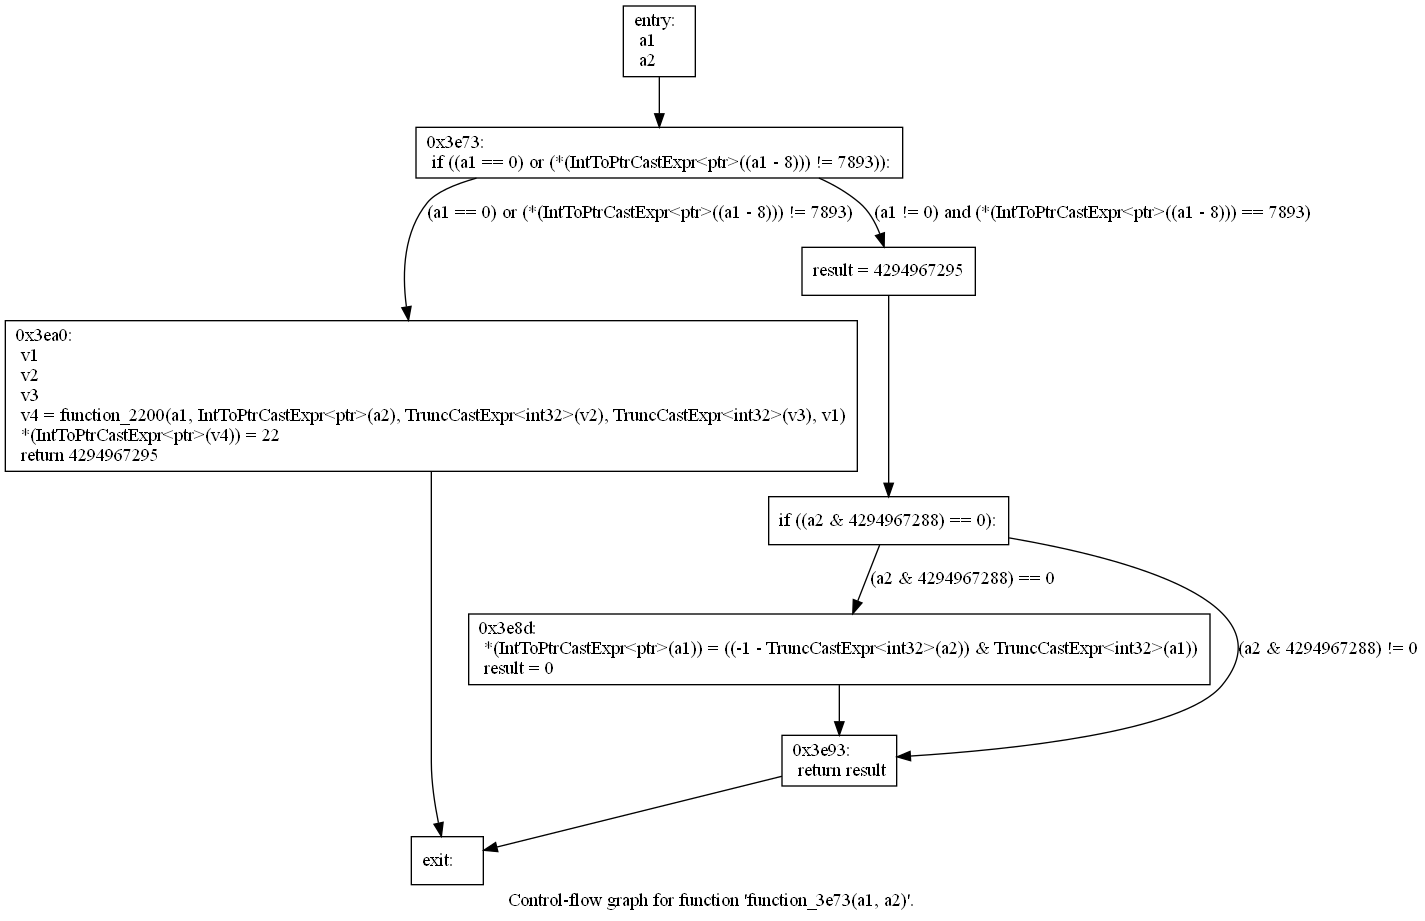 entry:
a1
a2
0x3e73:
if ((a1 == 0) or (*(IntToPtrCastExpr<ptr>((a1 - 8))) != 7893)):
(a1 == 0) or (*(IntToPtrCastExpr<ptr>((a1 - 8))) != 7893)
(a1 != 0) and (*(IntToPtrCastExpr<ptr>((a1 - 8))) == 7893)
result = 4294967295
0x3ea0:
v1
v2
v3
v4 = function_2200(a1, IntToPtrCastExpr<ptr>(a2), TruncCastExpr<int32>(v2), TruncCastExpr<int32>(v3), v1)
*(IntToPtrCastExpr<ptr>(v4)) = 22
return 4294967295
if ((a2 & 4294967288) == 0):
(a2 & 4294967288) == 0
0x3e8d:
*(IntToPtrCastExpr<ptr>(a1)) = ((-1 - TruncCastExpr<int32>(a2)) & TruncCastExpr<int32>(a1))
result = 0
(a2 & 4294967288) != 0
0x3e93:
return result
exit:
Control-flow graph for function 'function_3e73(a1, a2)'.